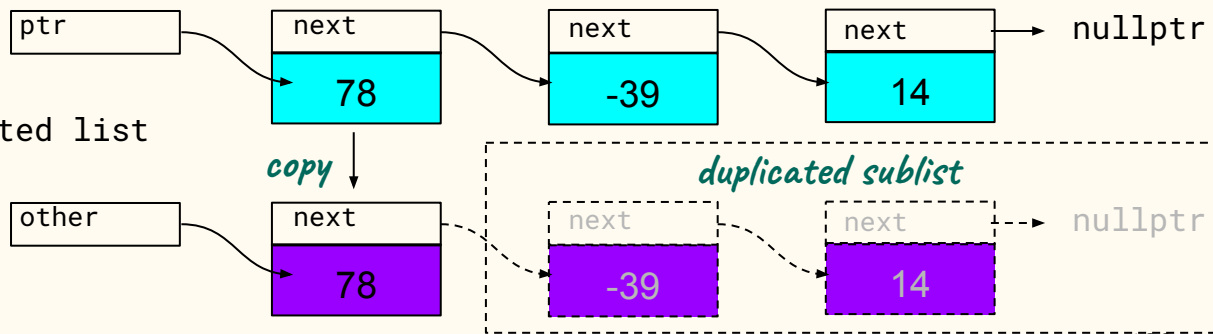 ptr
next
next
next
nullptr
78
-39
14
ted list
copy
duplicated sublist
other
next
next
next
nullptr
78
-39
14